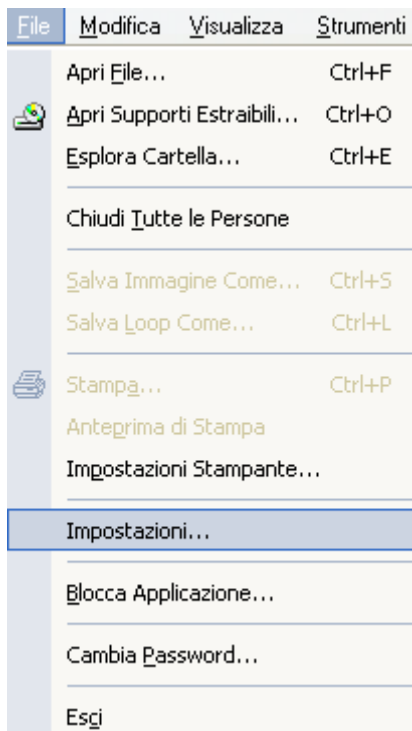 File Modifica Visualizza Strumenti
Apri File... Ctrl+F
Apri Supporti Estraibili... Ctrl+O
Esplora Cartella... Ctrl+E
Chiudi Tutte le Persone
Salva Immagine Come... Ctrl+S
Salva Loop Come... Ctrl+L
Stampa... Ctrl+P
Anteprima di Stampa
Impostazioni Stampante...
Impostazioni...
Blocca Applicazione...
Cambia Password...
Esci